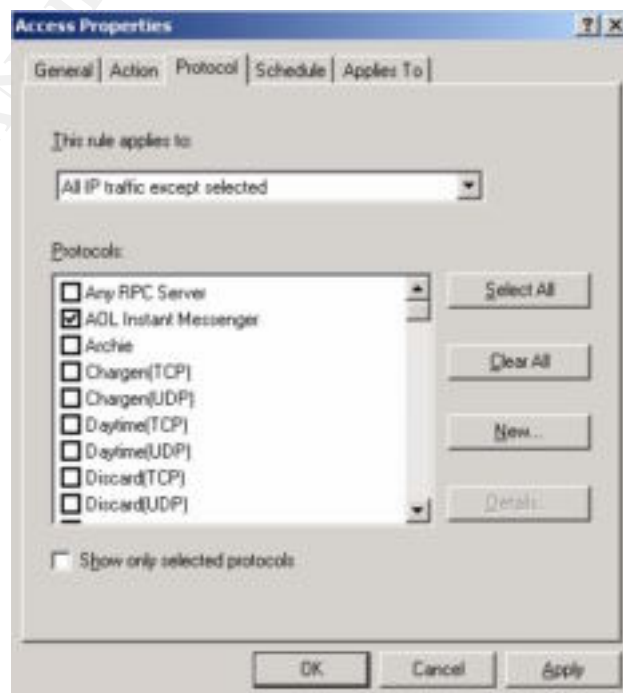 Access Properties
General
Action
Protocol
Schedule
Applies To
This rule applies to:
All IP traffic except selected
Protocols:
Any RPC Server
AOL Instant Messenger
Archie
Chargen(TCP)
Chargen(UDP)
Daytime(TCP)
Daytime(UDP)
Discard(TCP)
Discard(UDP)
Select All
Clear All
New...
Details...
Show only selected protocols
OK
Cancel
Apply